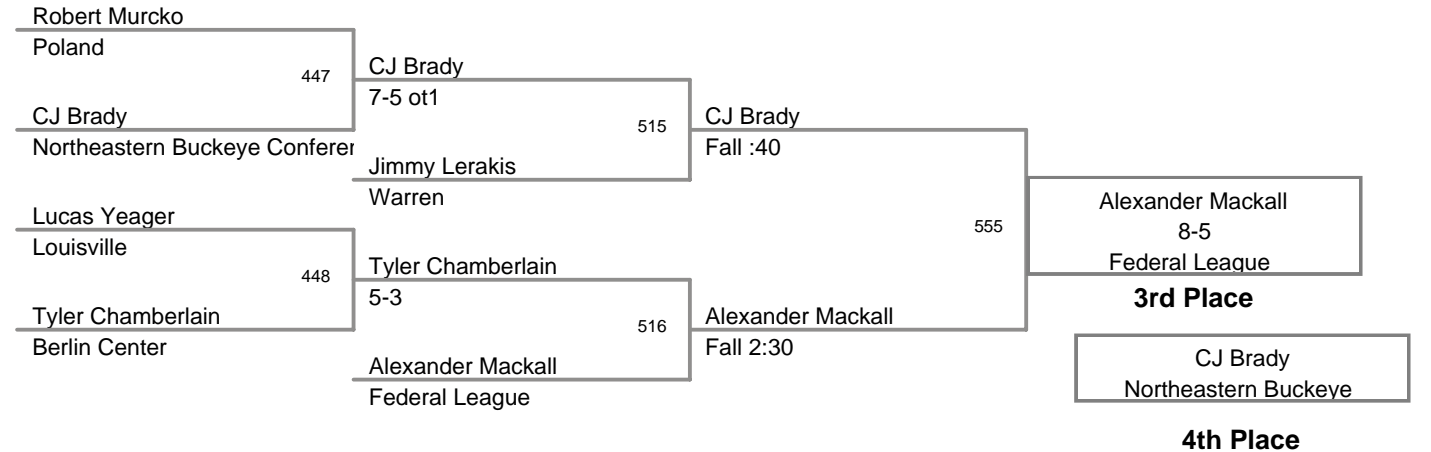 Robert Murcko
Poland
447
CJ Brady
Northeastern Buckeye Conferen
CJ Brady
7-5 ot1
515
Jimmy Lerakis
Warren
CJ Brady
Fall :40
Lucas Yeager
Louisville
448
Tyler Chamberlain
Berlin Center
Tyler Chamberlain
5-3
516
Alexander Mackall
Federal League
Alexander Mackall
Fall 2:30
555
Alexander Mackall
8-5
Federal League
3rd Place
CJ Brady
Northeastern Buckeye
4th Place